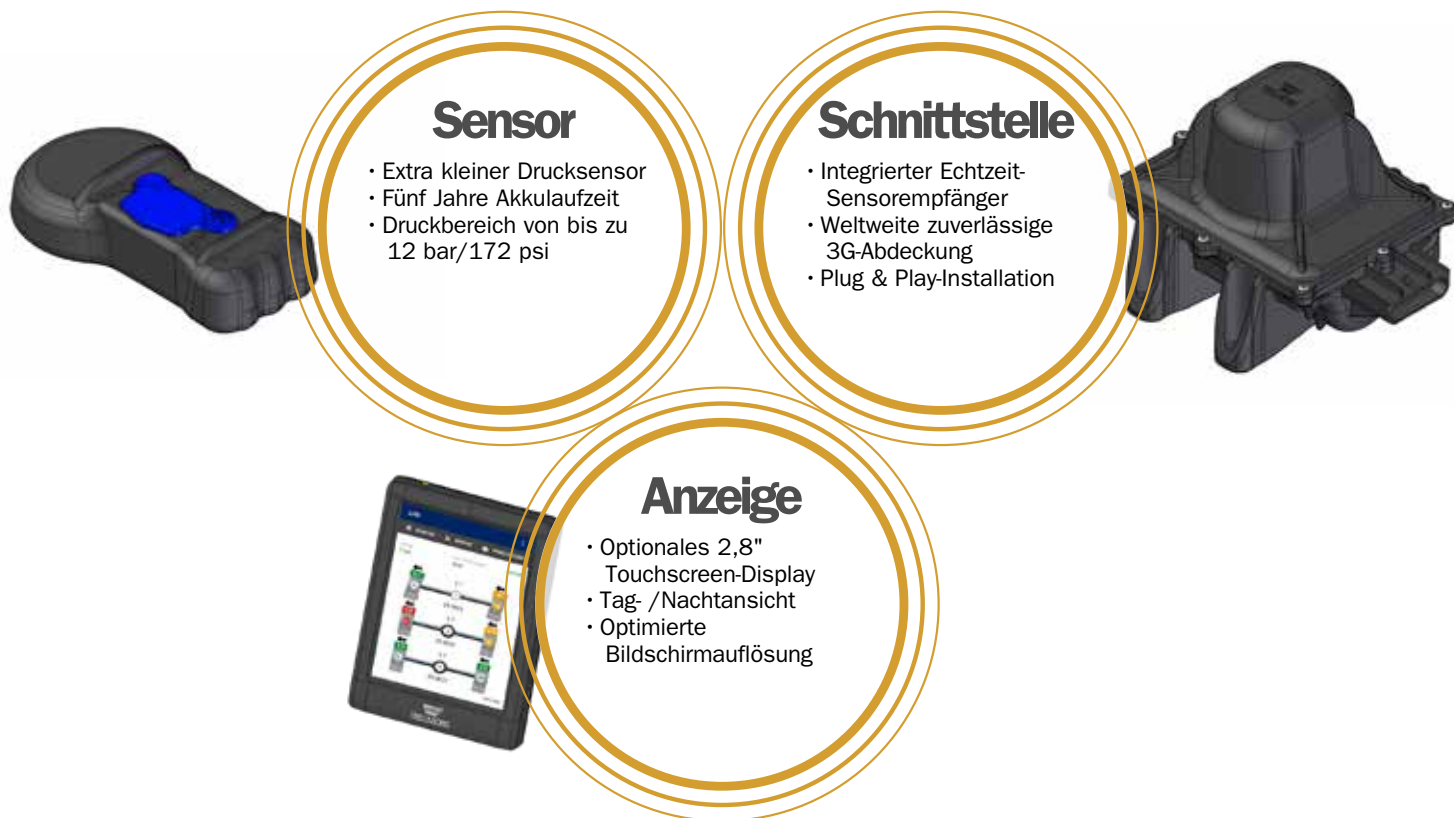 Sensor
· Extra kleiner Drucksensor
· Fünf Jahre Akkulaufzeit
· Druckbereich von bis zu
12 bar/172 psi
Schnittstelle
· Integrierter Echtzeit-
Sensorempfänger
· Weltweite zuverlässige
3G-Abdeckung
· Plug & Play-Installation
Anzeige
· Optionales 2,8"
Touchscreen-Display
· Tag- /Nachtansicht
· Optimierte
Bildschirmauflösung